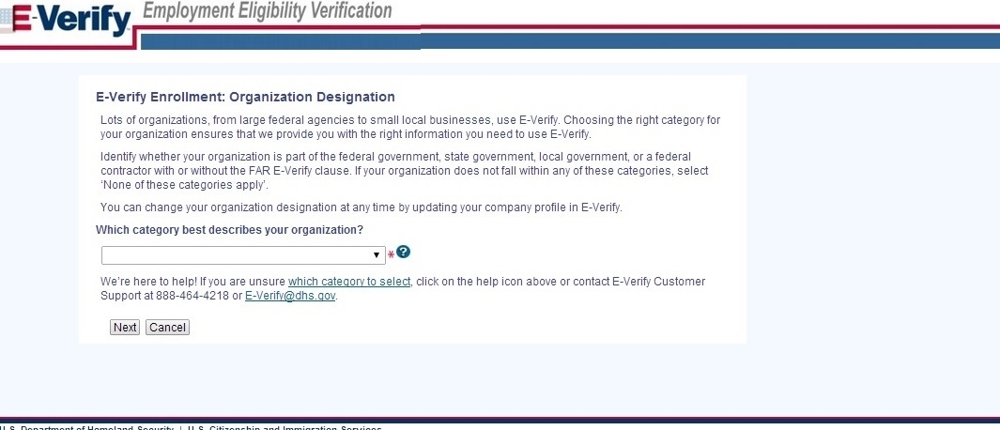 E-Verify Employment Eligibility Verification
E-Verify Enrollment: Organization Designation
Lots of organizations, from large federal agencies to small local businesses, use E-Verify. Choosing the right category for
your organization ensures that we provide you with the right information you need to use E-Verify.
Identify whether your organization is part of the federal government, state government, local government, or a federal
contractor with or without the FAR E-Verify clause. If your organization does not fall within any of these categories, select
‘None of these categories apply’.
You can change your organization designation at any time by updating your company profile in E-Verify.
Which category best describes your organization?
*?
We’re here to help! If you are unsure which category to select, click on the help icon above or contact E-Verify Customer
Support at 888-464-4218 or E-Verify@dhs.gov.
Next Cancel
U.S. Department of Homeland Security | U.S. Citizenship and Immigration Services